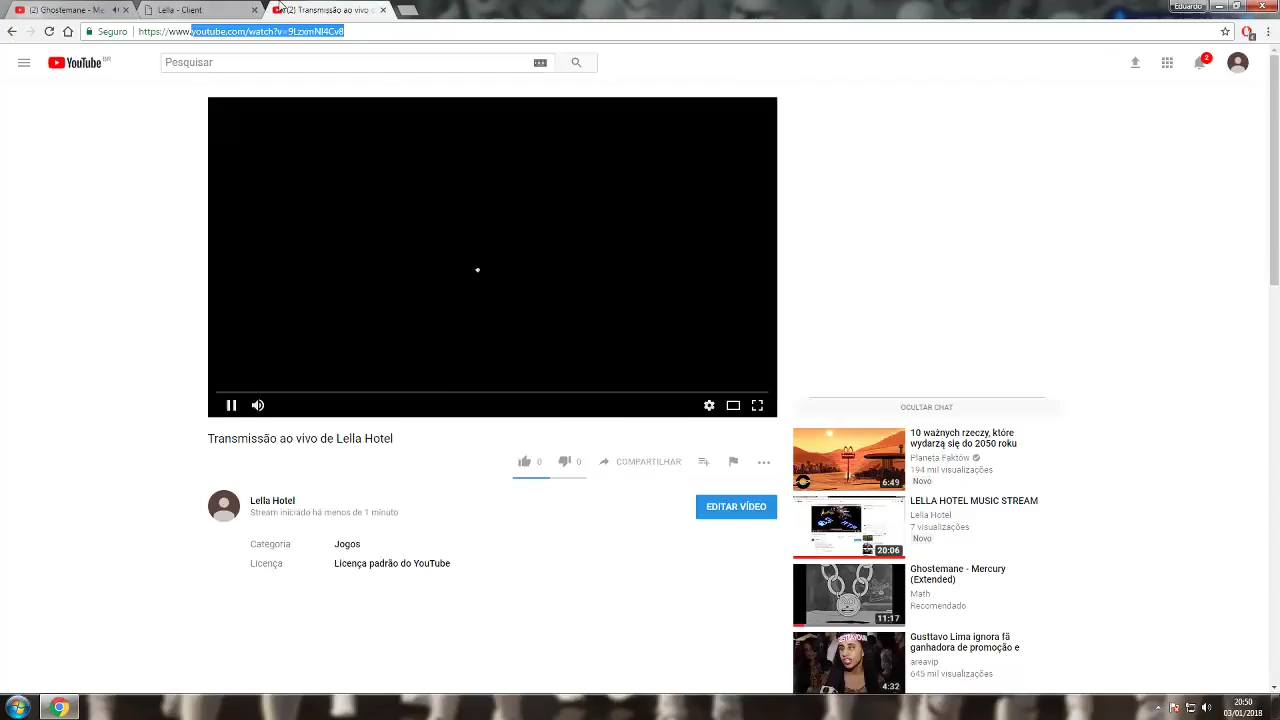 (2) Ghostemane - Me
Lella - Client
(2) Transmissão ao vivo d
Eduardo
Seguro
https://www.youtube.com/watch?v=9LzxmNl4Cv8
YouTube BR
Pesquisar
2
Transmissão ao vivo de Lella Hotel
0
0
COMPARTILHAR
Lella Hotel
Stream iniciado há menos de 1 minuto
EDITAR VÍDEO
Categoria
Jogos
Licença
Licença padrão do YouTube
OCULTAR CHAT
10 ważnych rzeczy, które
wydarzą się do 2050 roku
Planeta Faktów
194 mil visualizações
Novo
6:49
LELLA HOTEL MUSIC STREAM
Lella Hotel
7 visualizações
Novo
20:06
Ghostemane - Mercury
(Extended)
Math
Recomendado
11:17
Gusttavo Lima ignora fã
ganhadora de promoção e
areavip
645 mil visualizações
4:32
20:50
03/01/2018